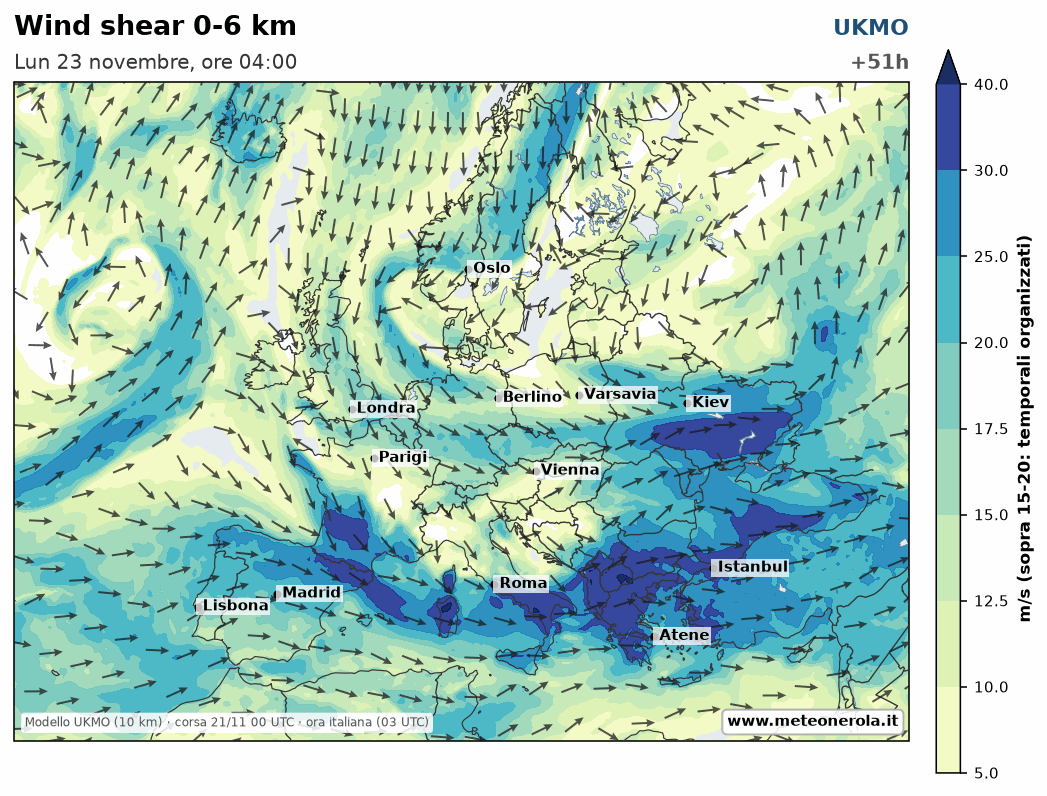 Wind shear 0-6 km
UKMO
Lun 23 novembre, ore 04:00
+51h
40.0
30.0
25.0
20.0
17.5
15.0
12.5
10.0
5.0
m/s (sopra 15-20: temporali organizzati)
Oslo
Berlino
Varsavia
Kiev
Londra
Parigi
Vienna
Istanbul
Roma
Madrid
Lisbona
Atene
Modello UKMO (10 km) · corsa 21/11 00 UTC · ora italiana (03 UTC)
www.meteonerola.it